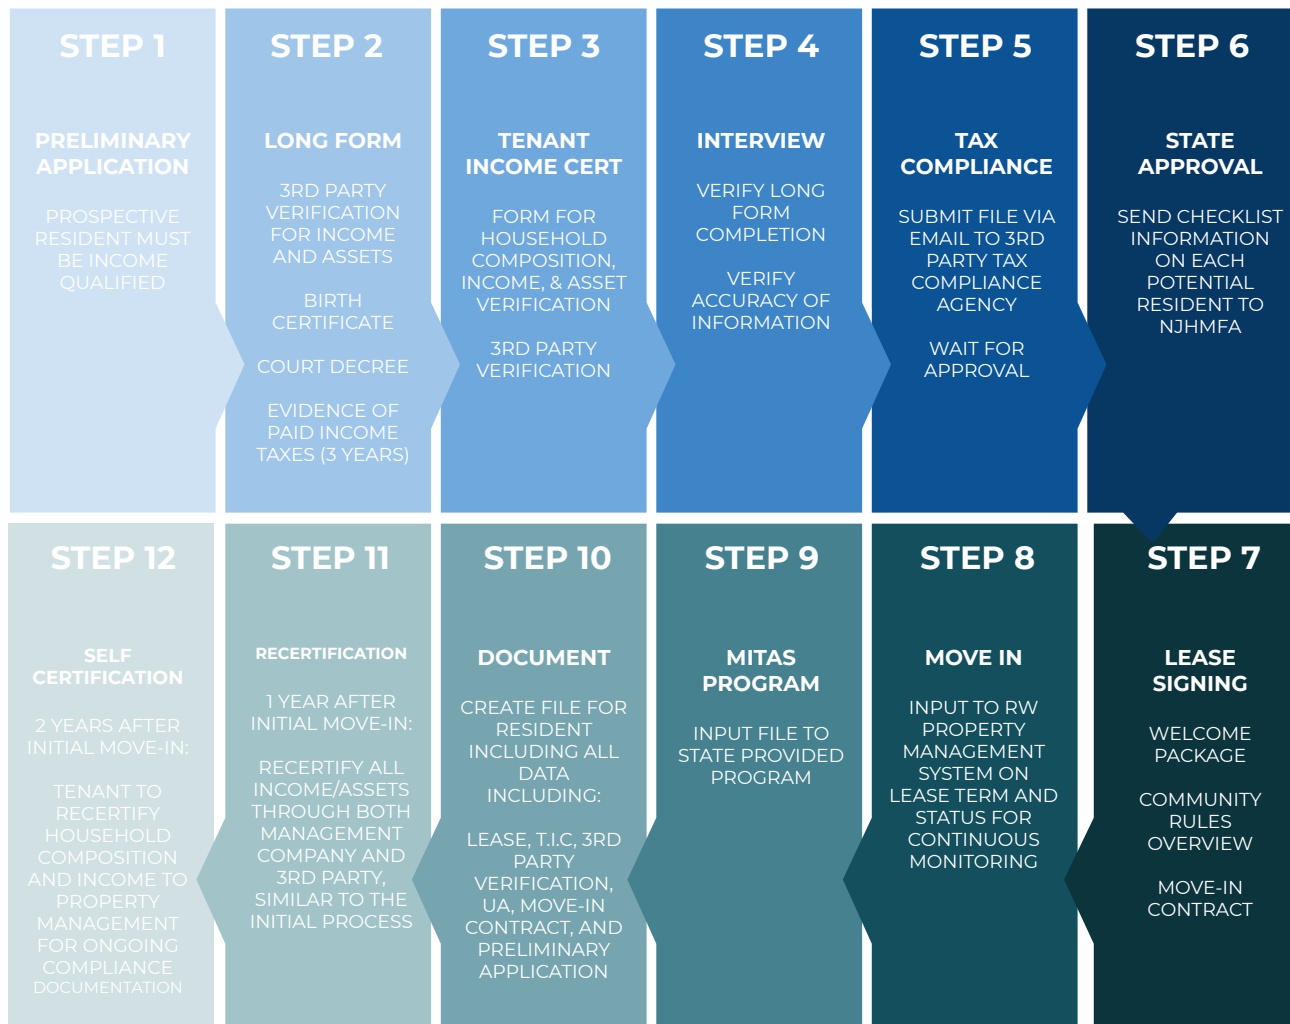 STEP 1
PRELIMINARY
APPLICATION
PROSPECTIVE
RESIDENT MUST
BE INCOME
QUALIFIED
STEP 2
LONG FORM
3RD PARTY
VERIFICATION
FOR INCOME
AND ASSETS
BIRTH
CERTIFICATE
COURT DECREE
EVIDENCE OF
PAID INCOME
TAXES (3 YEARS)
STEP 3
TENANT
INCOME CERT
FORM FOR
HOUSEHOLD
COMPOSITION,
INCOME, & ASSET
VERIFICATION
3RD PARTY
VERIFICATION
STEP 4
INTERVIEW
VERIFY LONG
FORM
COMPLETION
VERIFY
ACCURACY OF
INFORMATION
STEP 5
TAX
COMPLIANCE
SUBMIT FILE VIA
EMAIL TO 3RD
PARTY TAX
COMPLIANCE
AGENCY
WAIT FOR
APPROVAL
STEP 6
STATE
APPROVAL
SEND CHECKLIST
INFORMATION
ON EACH
POTENTIAL
RESIDENT TO
NJHMFA
STEP 7
LEASE
SIGNING
WELCOME
PACKAGE
COMMUNITY
RULES
OVERVIEW
MOVE-IN
CONTRACT
STEP 8
MOVE IN
INPUT TO RW
PROPERTY
MANAGEMENT
SYSTEM ON
LEASE TERM AND
STATUS FOR
CONTINUOUS
MONITORING
STEP 9
MITAS
PROGRAM
INPUT FILE TO
STATE PROVIDED
PROGRAM
STEP 10
DOCUMENT
CREATE FILE FOR
RESIDENT
INCLUDING ALL
DATA
INCLUDING:
LEASE, T.I.C, 3RD
PARTY
VERIFICATION,
UA, MOVE-IN
CONTRACT, AND
PRELIMINARY
APPLICATION
STEP 11
RECERTIFICATION
1 YEAR AFTER
INITIAL MOVE-IN:
RECERTIFY ALL
INCOME/ASSETS
THROUGH BOTH
MANAGEMENT
COMPANY AND
3RD PARTY,
SIMILAR TO THE
INITIAL PROCESS
STEP 12
SELF
CERTIFICATION
2 YEARS AFTER
INITIAL MOVE-IN:
TENANT TO
RECERTIFY
HOUSEHOLD
COMPOSITION
AND INCOME TO
PROPERTY
MANAGEMENT
FOR ONGOING
COMPLIANCE
DOCUMENTATION